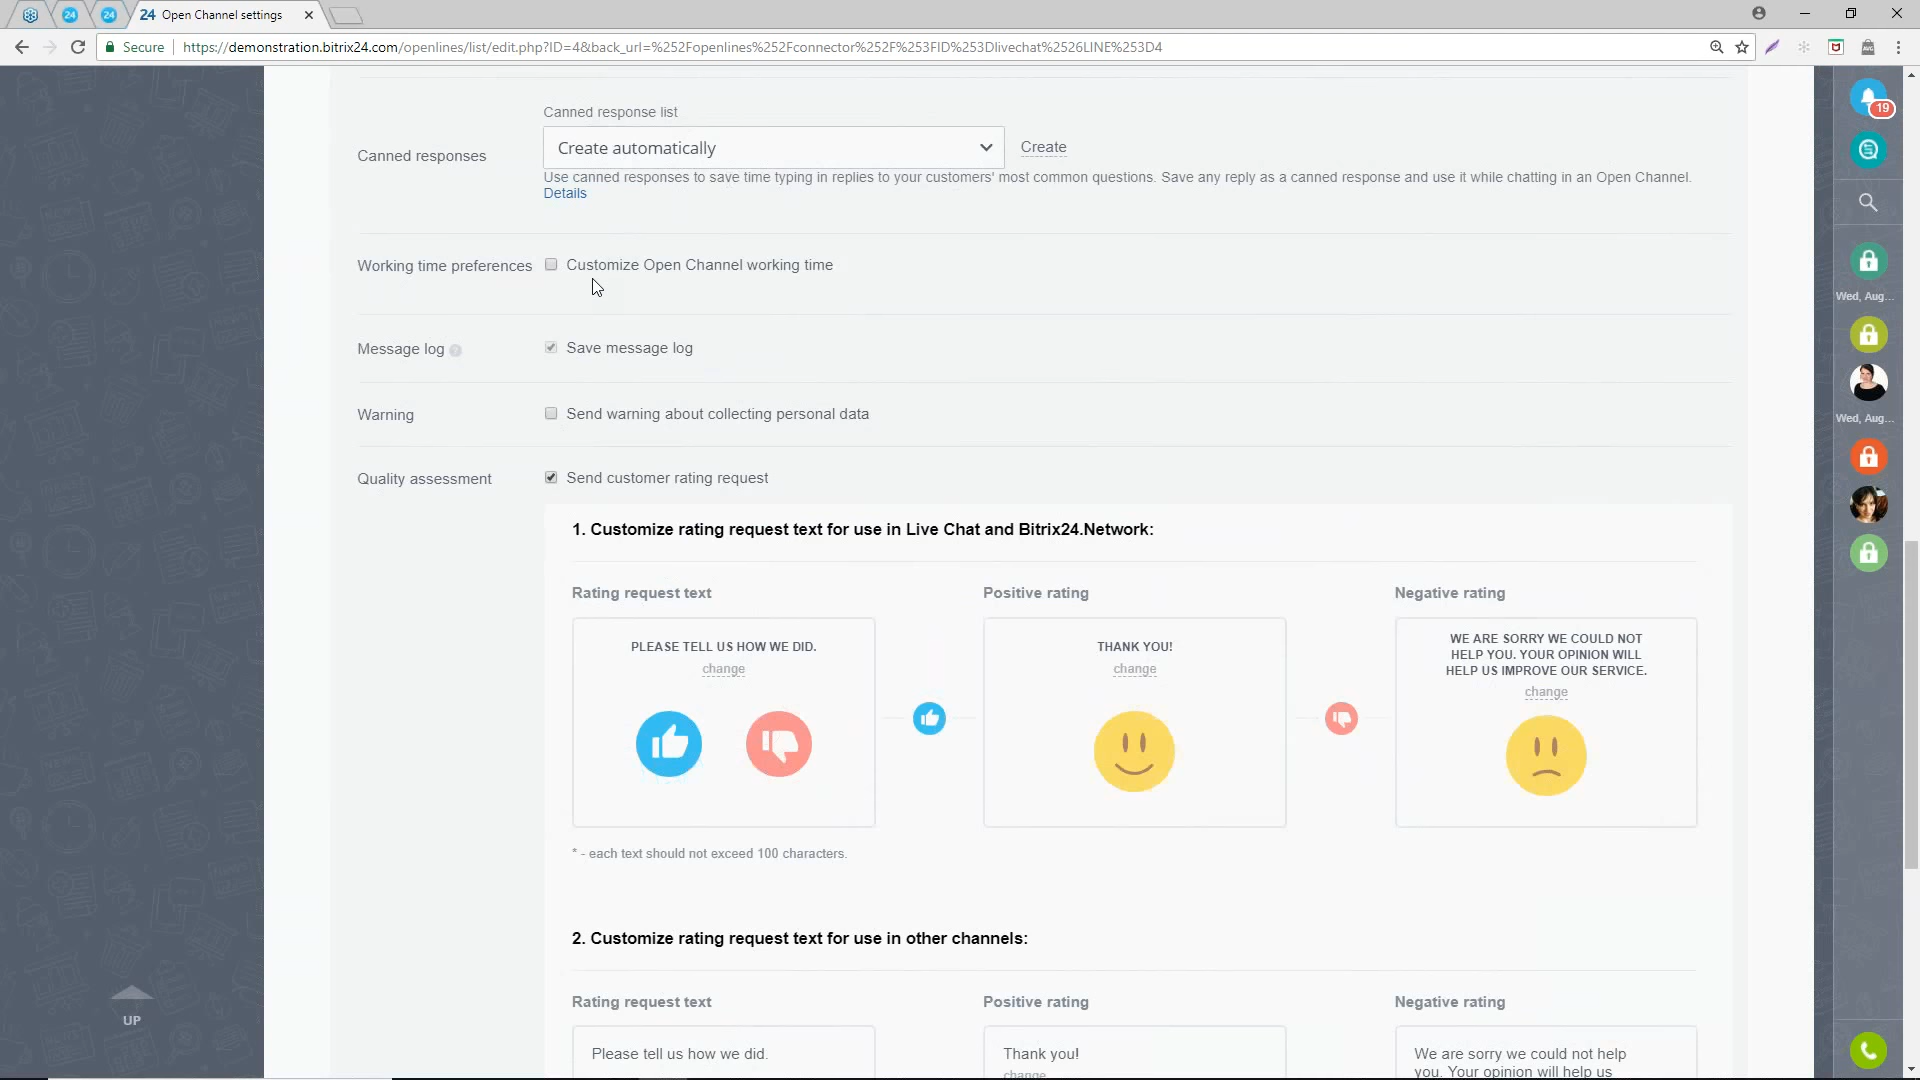 24
24
24 Open Channel settings
Secure
https://demonstration.bitrix24.com/openlines/list/edit.php?ID=4&back_url=%252Fopenlines%252Fconnector%252F%253FID%253Dlivechat%2526LINE%253D4
Canned response list
Canned responses
Create automatically
Create
Use canned responses to save time typing in replies to your customers' most common questions. Save any reply as a canned response and use it while chatting in an Open Channel.
Details
Working time preferences
Customize Open Channel working time
Message log
Save message log
Warning
Send warning about collecting personal data
Quality assessment
Send customer rating request
1. Customize rating request text for use in Live Chat and Bitrix24.Network:
Rating request text
Positive rating
Negative rating
PLEASE TELL US HOW WE DID.
change
THANK YOU!
change
WE ARE SORRY WE COULD NOT
HELP YOU. YOUR OPINION WILL
HELP US IMPROVE OUR SERVICE.
change
* - each text should not exceed 100 characters.
2. Customize rating request text for use in other channels:
Rating request text
Positive rating
Negative rating
Please tell us how we did.
Thank you!
change
We are sorry we could not help
you. Your opinion will help us
UP
19
Wed, Aug...
Wed, Aug...